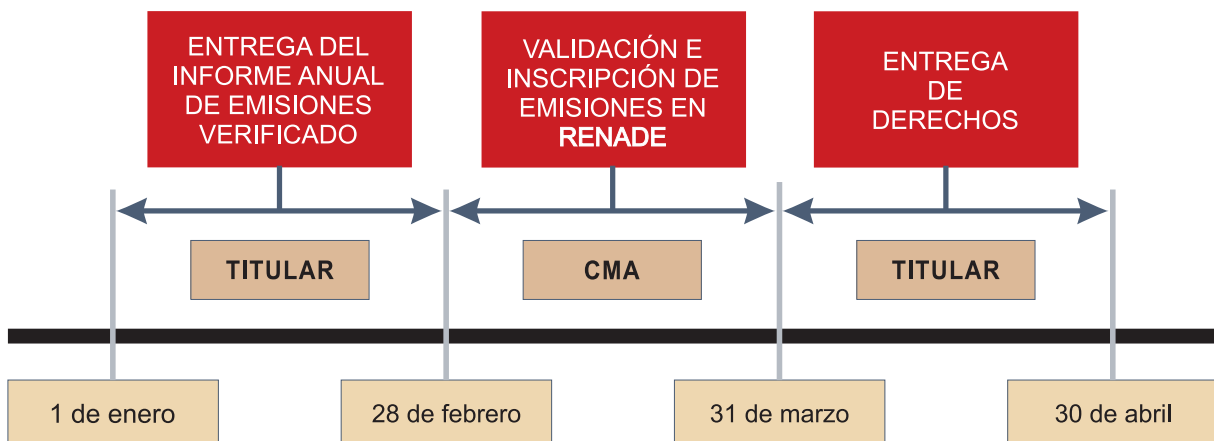 ENTREGA DEL
INFORME ANUAL
DE EMISIONES
VERIFICADO
VALIDACIÓN E
INSCRIPCIÓN DE
EMISIONES EN
RENADE
ENTREGA
DE
DERECHOS
TITULAR
CMA
TITULAR
1 de enero
28 de febrero
31 de marzo
30 de abril